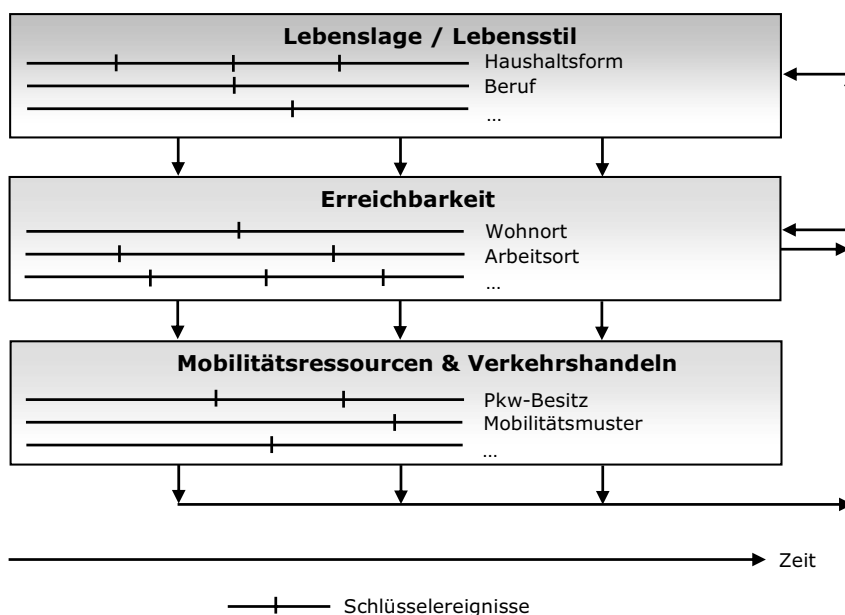 Lebenslage / Lebensstil
Haushaltsform
Beruf
...
Erreichbarkeit
Wohnort
Arbeitsort
...
Mobilitätsressourcen & Verkehrshandeln
Pkw-Besitz
Mobilitätsmuster
...
Zeit
Schlüsselereignisse